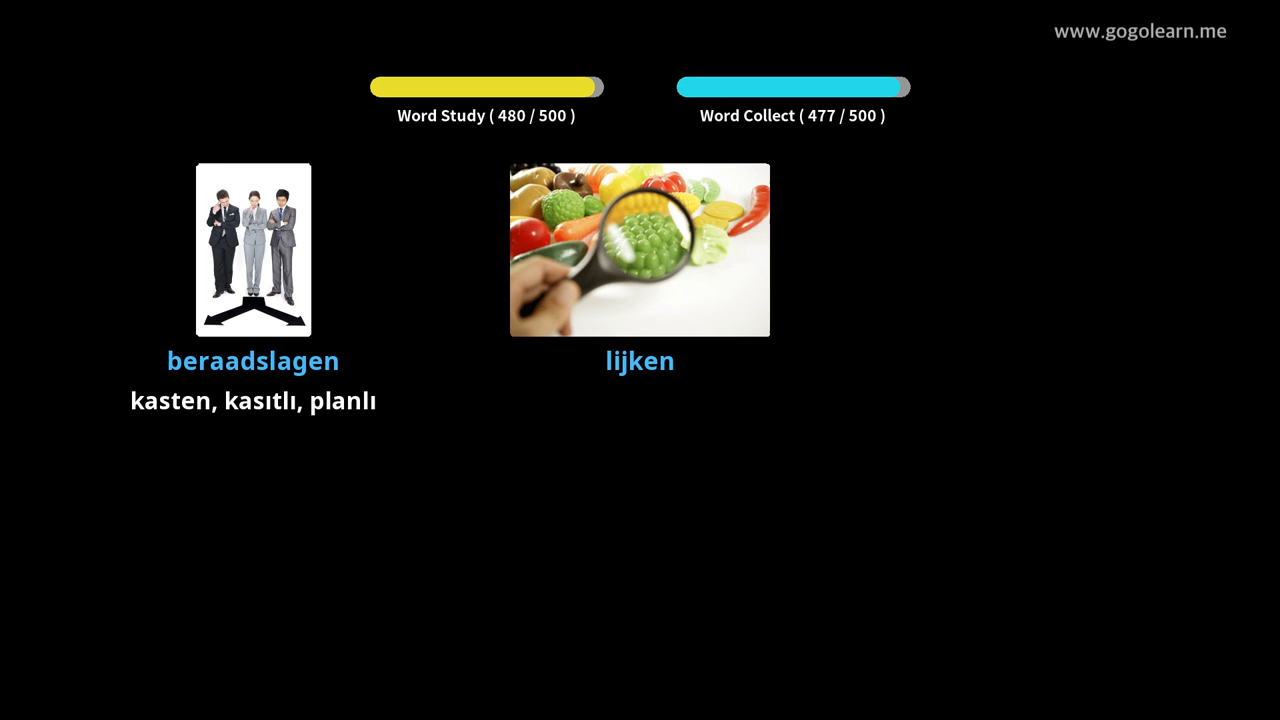 www.gogolearn.me
Word Study ( 480 / 500 )
Word Collect ( 477 / 500 )
beraadslagen
lijken
kasten, kasıtlı, planlı